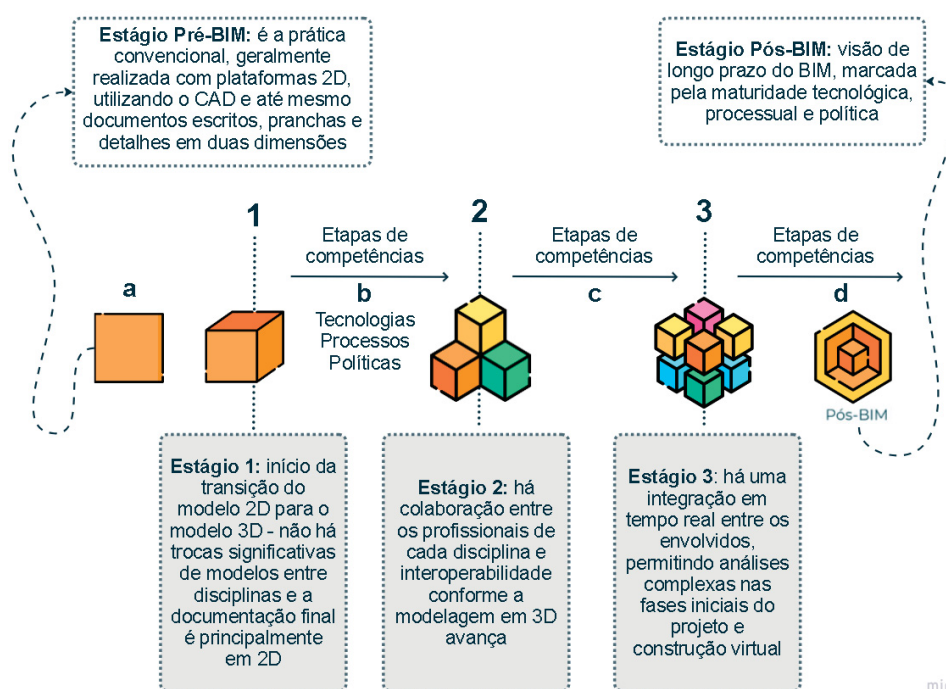 Estágio Pré-BIM: é a prática
convencional, geralmente
realizada com plataformas 2D,
utilizando o CAD e até mesmo
documentos escritos, pranchas e
detalhes em duas dimensões
Estágio Pós-BIM: visão de
longo prazo do BIM, marcada
pela maturidade tecnológica,
processual e política
1
2
3
Etapas de
competências
Etapas de
competências
Etapas de
competências
a
b
c
d
Tecnologias
Processos
Políticas
Pós-BIM
Estágio 1: início da
transição do
modelo 2D para o
modelo 3D - não há
trocas significativas
de modelos entre
disciplinas e a
documentação final
é principalmente
em 2D
Estágio 2: há
colaboração entre
os profissionais de
cada disciplina e
interoperabilidade
conforme a
modelagem em 3D
avança
Estágio 3: há uma
integração em
tempo real entre os
envolvidos,
permitindo análises
complexas nas
fases iniciais do
projeto e
construção virtual